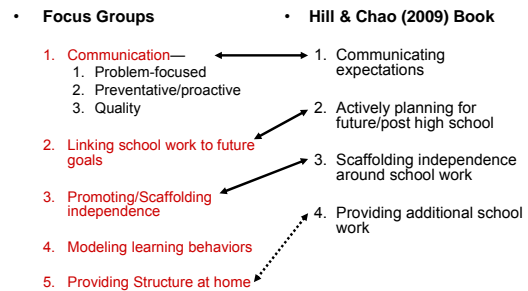 • Focus Groups
1. Communication—
1. Problem-focused
2. Preventative/proactive
3. Quality
2. Linking school work to future
goals
3. Promoting/Scaffolding
independence
4. Modeling learning behaviors
5. Providing Structure at home
• Hill & Chao (2009) Book
1. Communicating
expectations
2. Actively planning for
future/post high school
3. Scaffolding independence
around school work
4. Providing additional school
work